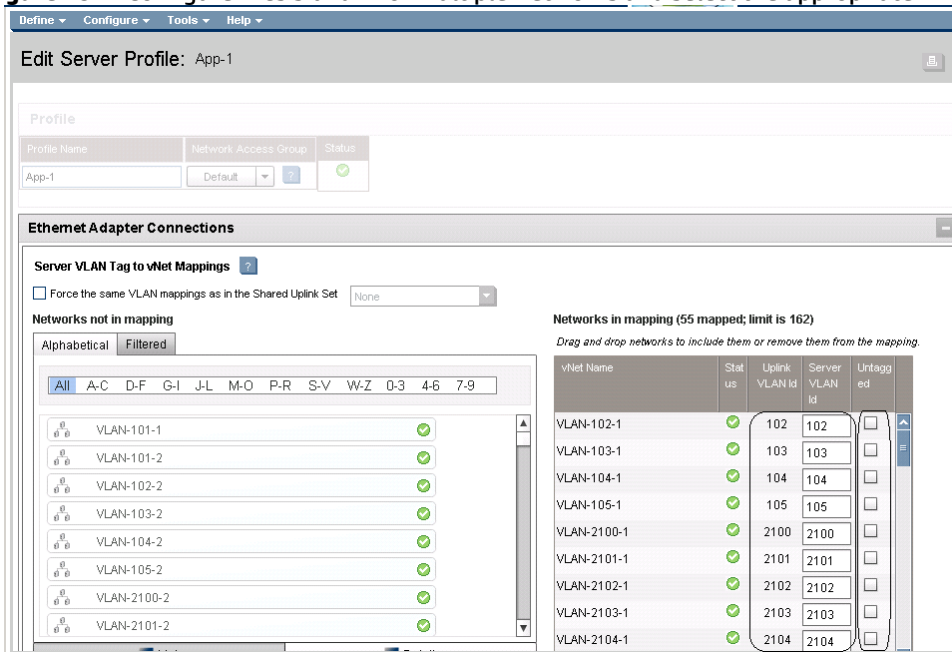 Define Configure Tools Help
Edit Server Profile: App-1
Profile
Profile Name Network Access Group Status
App-1 Default ?
Ethernet Adapter Connections
Server VLAN Tag to vNet Mappings ?
Force the same VLAN mappings as in the Shared Uplink Set None
Networks not in mapping
Alphabetical Filtered
All A-C D-F G-I J-L M-O P-R S-V W-Z 0-3 4-6 7-9
VLAN-101-1
VLAN-101-2
VLAN-102-2
VLAN-103-2
VLAN-104-2
VLAN-105-2
VLAN-2100-2
VLAN-2101-2
Networks in mapping (55 mapped; limit is 162)
Drag and drop networks to include them or remove them from the mapping.
vNet Name Stat us Uplink VLAN Id Server VLAN Id Untagg ed
VLAN-102-1 102 102
VLAN-103-1 103 103
VLAN-104-1 104 104
VLAN-105-1 105 105
VLAN-2100-1 2100 2100
VLAN-2101-1 2101 2101
VLAN-2102-1 2102 2102
VLAN-2103-1 2103 2103
VLAN-2104-1 2104 2104